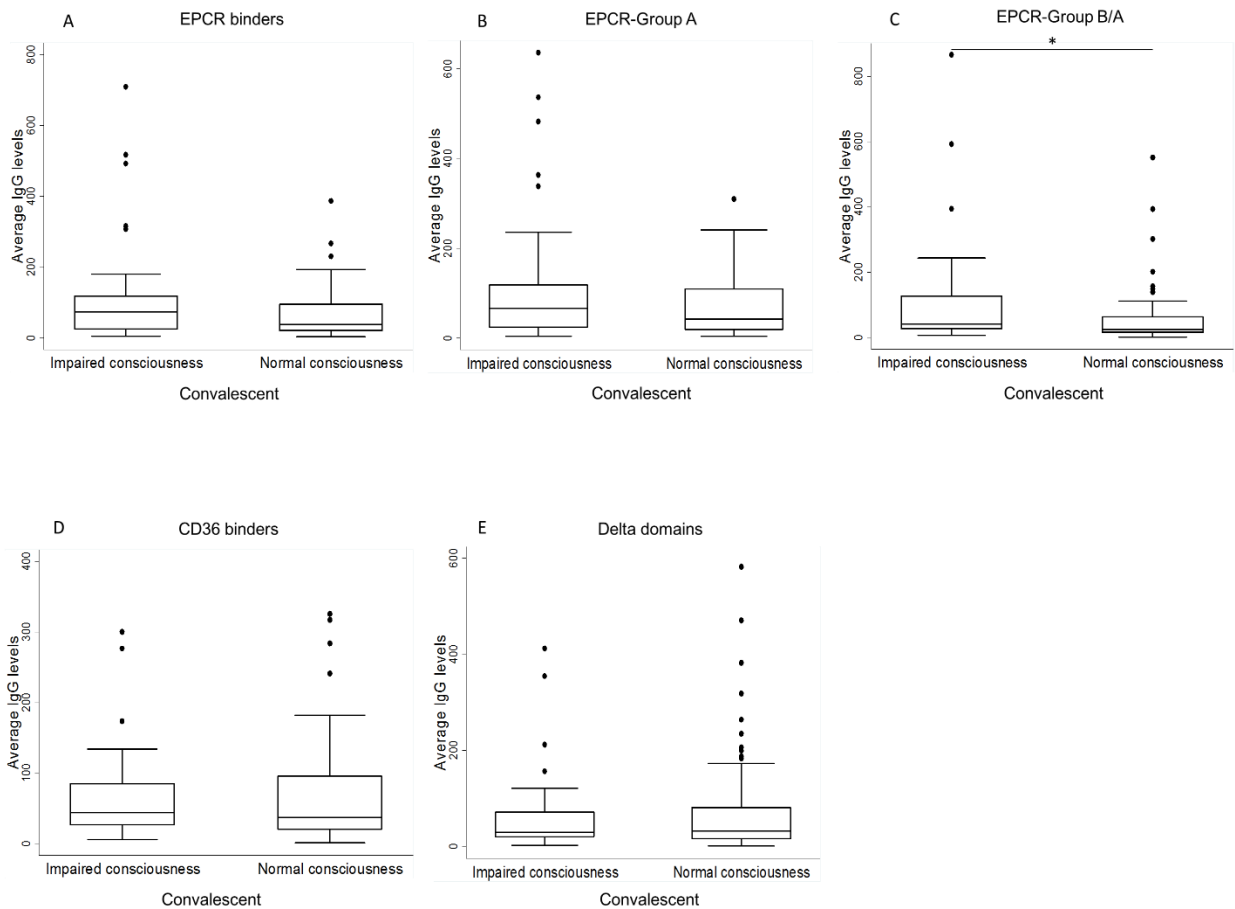 A
EPCR binders
800
600
400
200
0
Average IgG levels
Impaired consciousness
Normal consciousness
Convalescent
B
EPCR-Group A
600
400
200
0
Average IgG levels
Impaired consciousness
Normal consciousness
Convalescent
C
EPCR-Group B/A
*
800
600
400
200
0
Average IgG levels
Impaired consciousness
Normal consciousness
Convalescent
D
CD36 binders
400
300
200
100
0
Average IgG levels
Impaired consciousness
Normal consciousness
Convalescent
E
Delta domains
600
400
200
0
Average IgG levels
Impaired consciousness
Normal consciousness
Convalescent